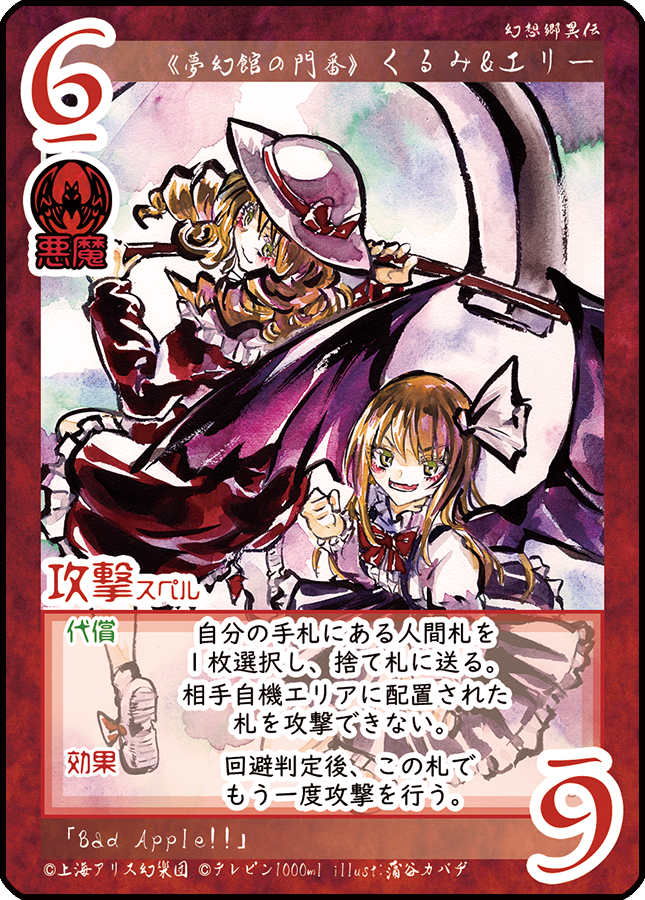 幻想郷異伝
6
《夢幻館の門番》くるみ&エリー
悪魔
攻撃スペル
代償
自分の手札にある人間札を
1枚選択し、捨て札に送る。
相手自機エリアに配置された
札を攻撃できない。
効果
回避判定後、この札で
もう一度攻撃を行う。
6
「Bad Apple!!」
©上海アリス幻樂団 ©テレピン1000ml illust:蒲谷カバヂ